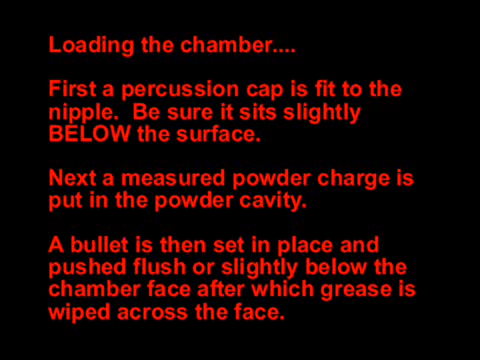 Loading the chamber....
First a percussion cap is fit to the
nipple.  Be sure it sits slightly
BELOW the surface.
Next a measured powder charge is
put in the powder cavity.
A bullet is then set in place and
pushed flush or slightly below the
chamber face after which grease is
wiped across the face.